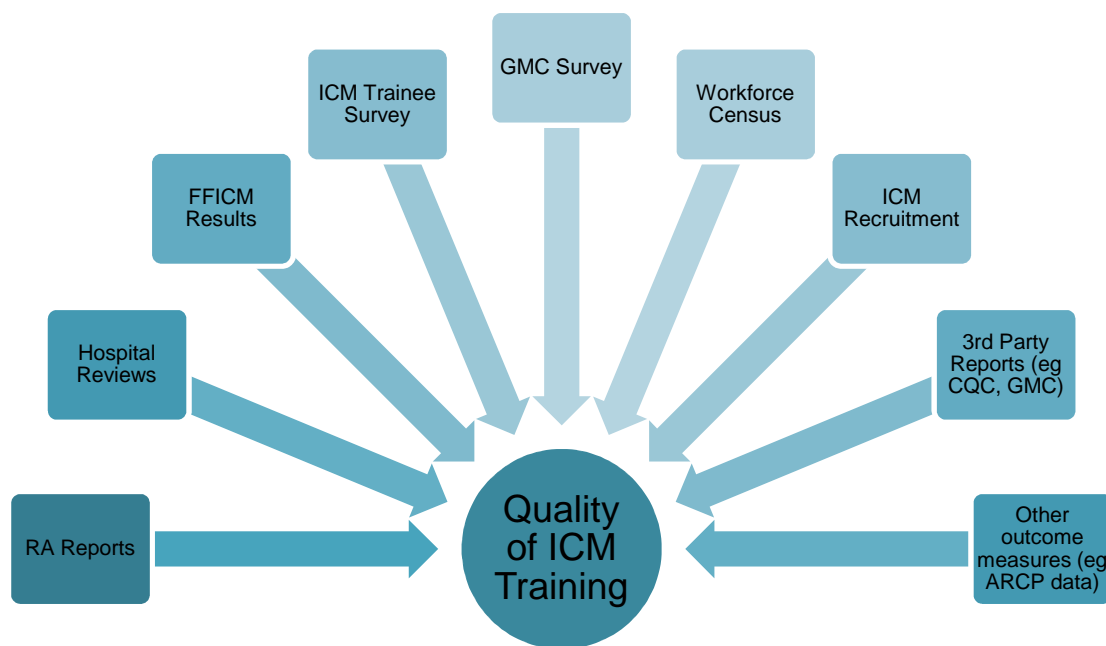 GMC Survey
ICM Trainee
Survey
Workforce
Census
FFICM
Results
ICM
Recruitment
Hospital
Reviews
3rd Party
Reports (eg
CQC, GMC)
RA Reports
Quality
of ICM
Training
Other
outcome
measures (eg
ARCP data)